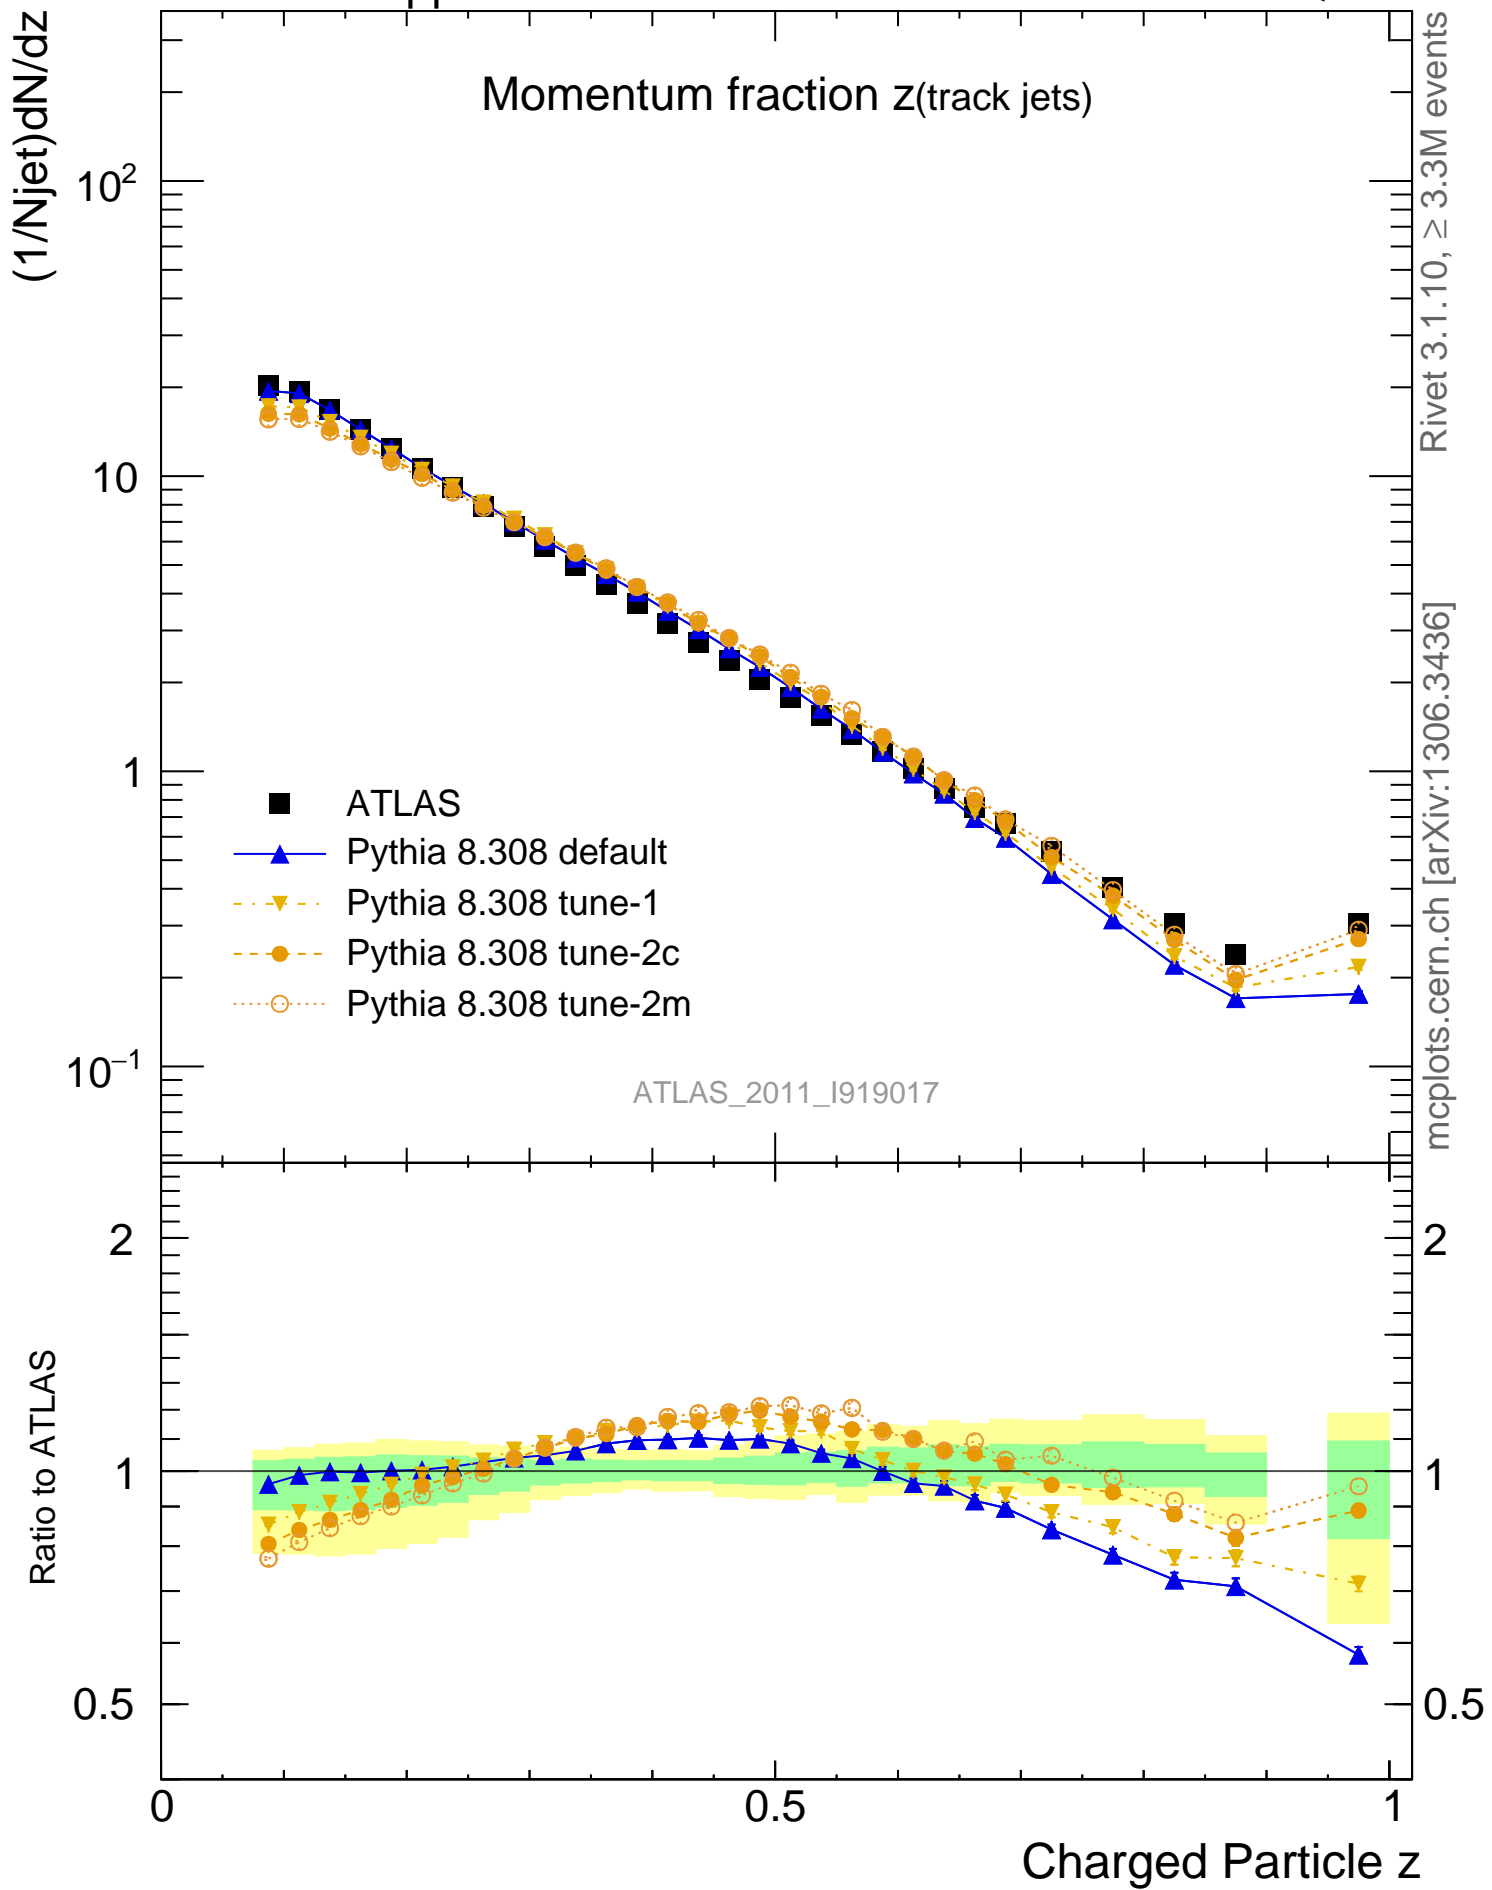 (1/Njet)dN/dz
Momentum fraction z(track jets)
10²
10
1
10⁻¹
ATLAS
Pythia 8.308 default
Pythia 8.308 tune-1
Pythia 8.308 tune-2c
Pythia 8.308 tune-2m
ATLAS_2011_I919017
Rivet 3.1.10, ≥ 3.3M events
mcplots.cern.ch [arXiv:1306.3436]
Ratio to ATLAS
2
1
0.5
2
1
0.5
0
0.5
1
Charged Particle z